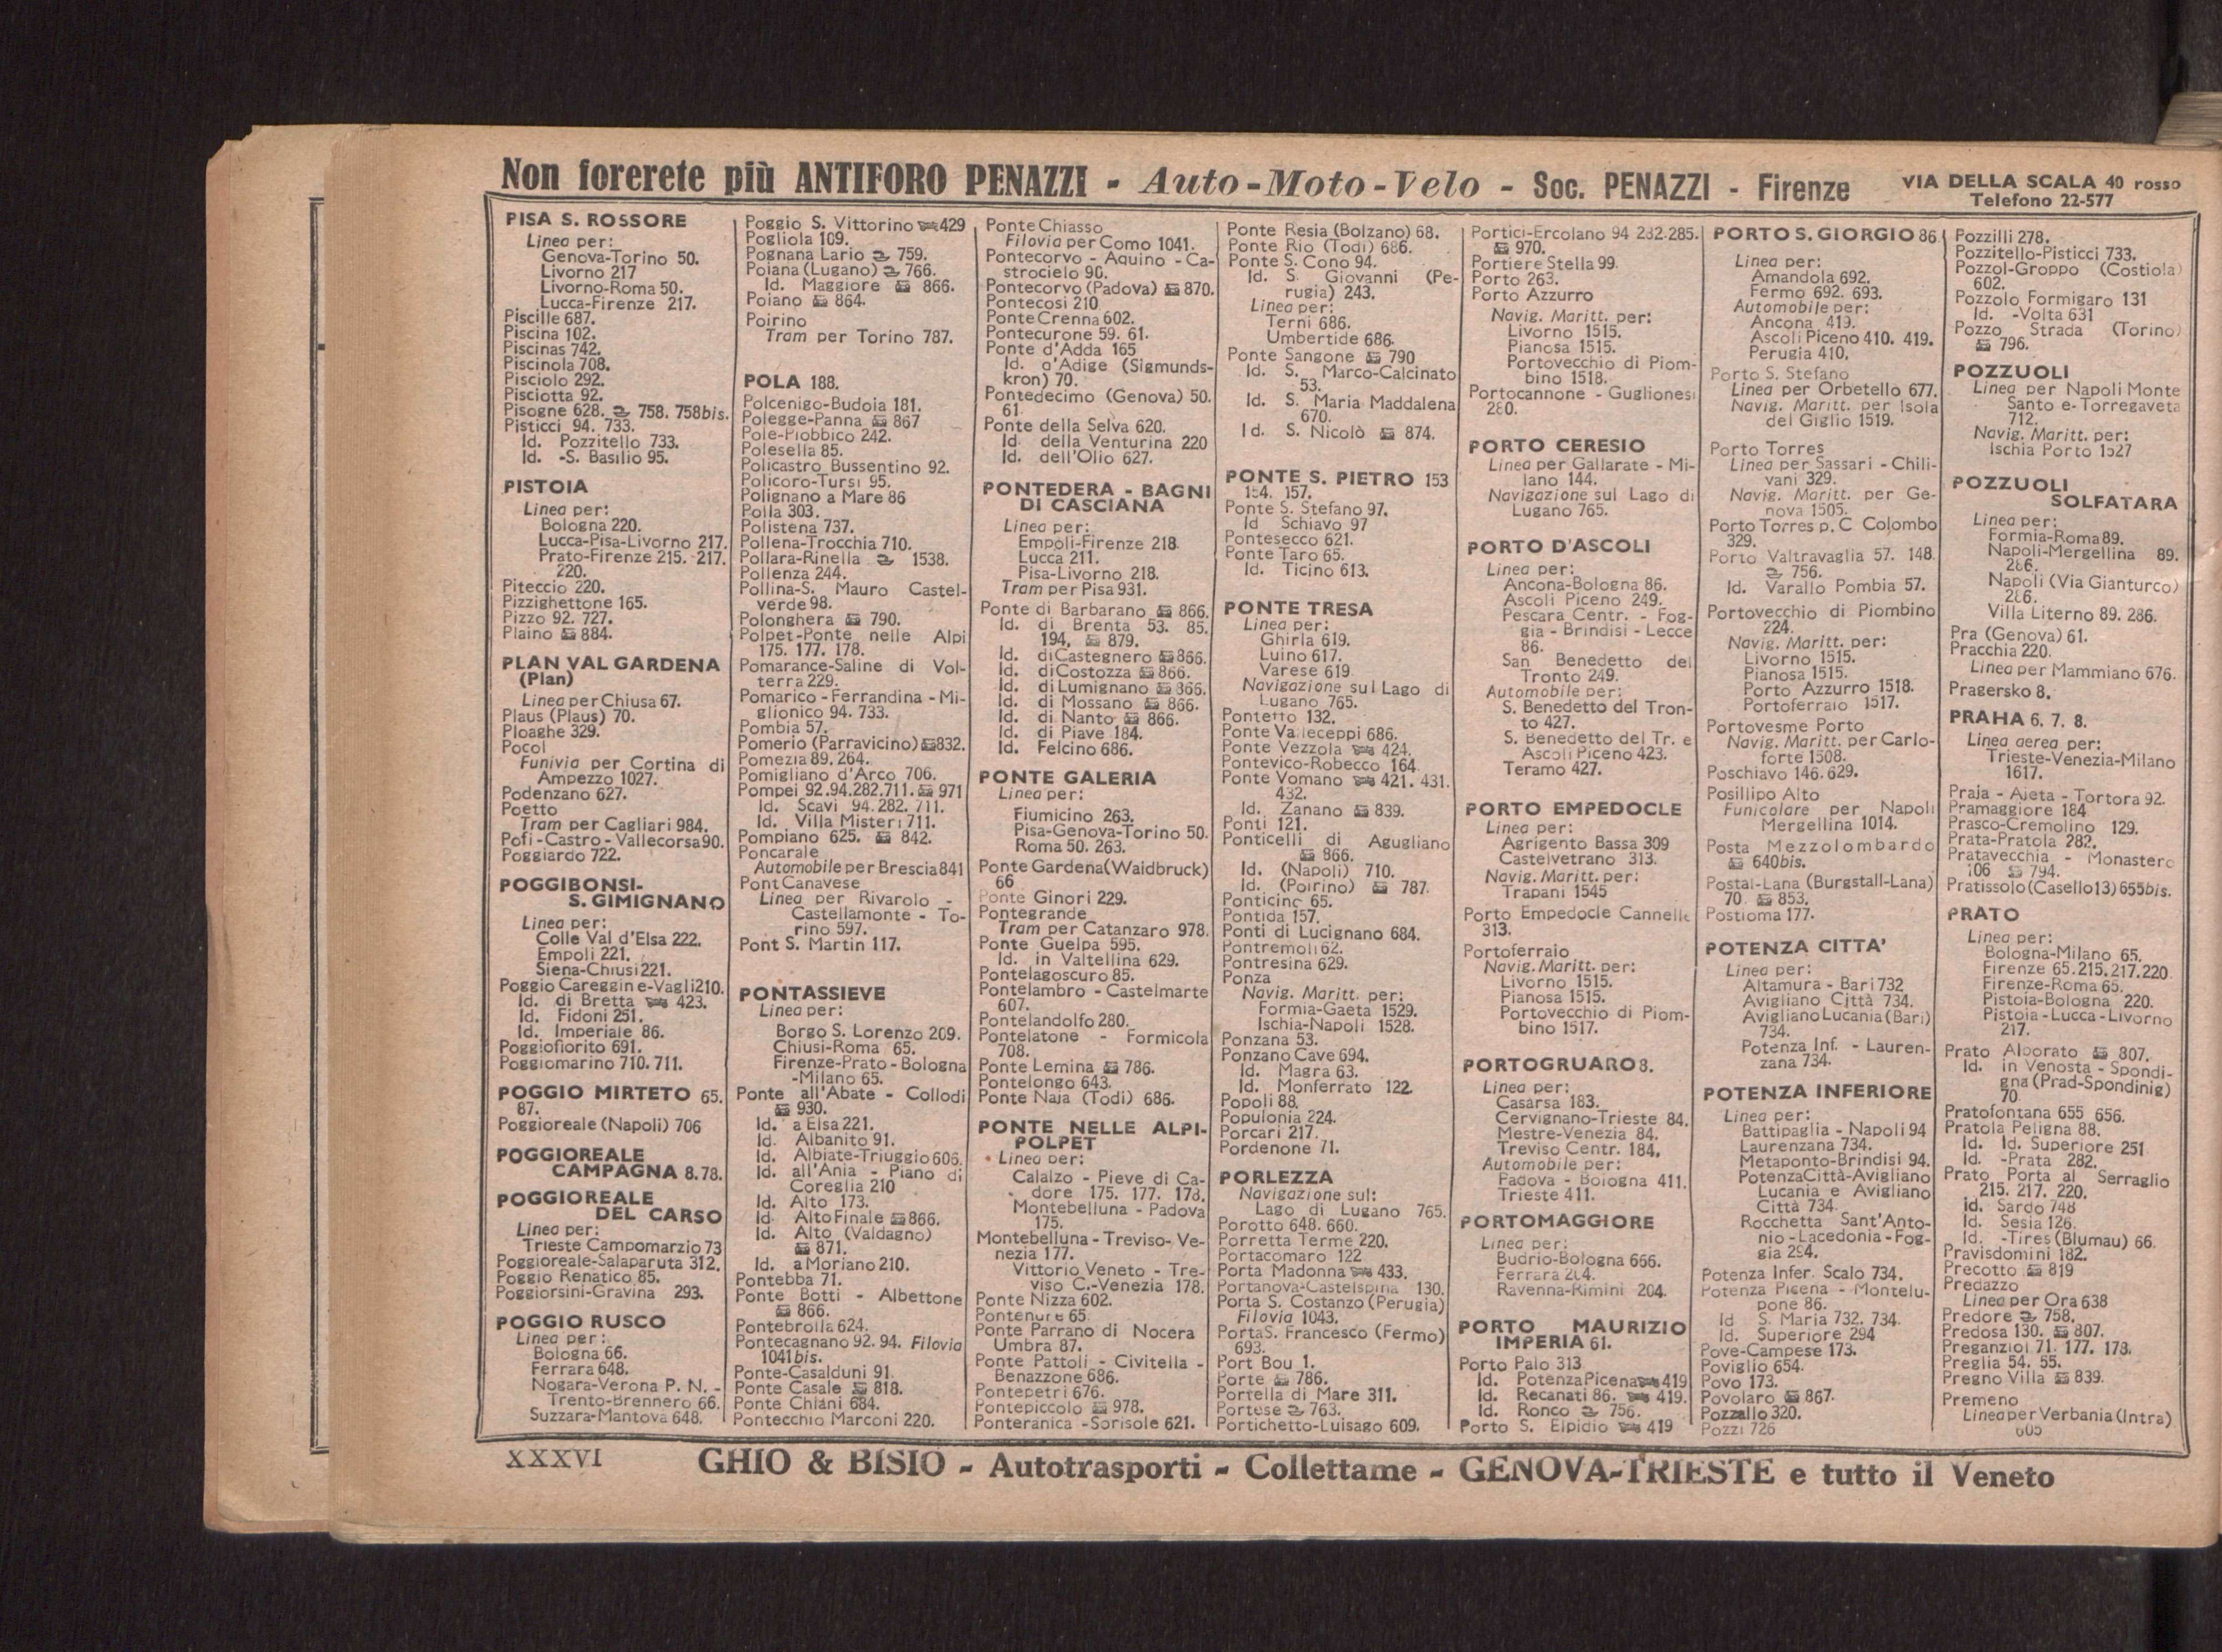 Non forerete più ANTIFORO PENAZZI - Auto-Moto-Velo - Soc. PENAZZI - Firenze VIA DELLA SCALA 40 rosso
Telefono 22-577
PISA S. ROSSORE
Linea per:
Genova-Torino 50.
Livorno 217
Livorno-Roma 50.
Lucca-Firenze 217.
Piscille 687.
Piscina 102.
Piscinas 742.
Piscinola 708.
Pisciolo 292.
Pisciotta 92.
Pisogne 628. 758. 758bis.
Pisticci 94. 733.
Id. Pozzitello 733.
Id. -S. Basilio 95.
PISTOIA
Linea per:
Bologna 220.
Lucca-Pisa-Livorno 217.
Prato-Firenze 215. 217.
220.
Piteccio 220.
Pizzighettone 165.
Pizzo 92. 727.
Plaino 884.
PLAN VAL GARDENA
(Plan)
Linea per Chiusa 67.
Plaus (Plaus) 70.
Ploaghe 329.
Pocol
Funivia per Cortina di
Ampezzo 1027.
Podenzano 627.
Poetto
Tram per Cagliari 984.
Pofi-Castro-Vallecorsa 90.
Poggiardo 722.
POGGIBONSI-
S. GIMIGNANO
Linea per:
Colle Val d'Elsa 222.
Empoli 221.
Siena-Chiusi 221.
Poggio Careggine-Vagli 210.
Id. di Bretta 423.
Id. Fidoni 251.
Id. Imperiale 86.
Poggiofiorito 691.
Poggiomarino 710. 711.
POGGIO MIRTETO 65.
87.
Poggioreale (Napoli) 706
POGGIOREALE
CAMPAGNA 8.78.
POGGIOREALE
DEL CARSO
Linea per:
Trieste Campomarzio 73
Poggioreale-Salaparuta 312.
Poggio Renatico 85.
Poggiorsini-Gravina 293.
POGGIO RUSCO
Linea per:
Bologna 66.
Ferrara 648.
Nogara-Verona P. N. -
Trento-Brennero 66.
Suzzara-Mantova 648.
Poggio S. Vittorino 429
Pogliola 109.
Pognana Lario 759.
Poiana (Lugano) 766.
Id. Maggiore 866.
Poiano 864.
Poirino
Tram per Torino 787.
POLA 188.
Polcenigo-Budoia 181.
Polegge-Panna 867
Pole-Piobbico 242.
Polesella 85.
Policastro Bussentino 92.
Policoro-Tursi 95.
Polignano a Mare 86
Polla 303.
Polistena 737.
Pollena-Trocchia 710.
Pollara-Rinella 1538.
Pollenza 244.
Pollina-S. Mauro Castel-
verde 98.
Polonghera 790.
Polpet-Ponte nelle Alpi
175. 177. 178.
Pomarance-Saline di Vol-
terra 229.
Pomarico - Ferrandina - Mi-
glionico 94. 733.
Pombia 57.
Pomerio (Parravicino) 832.
Pomezia 89. 264.
Pomigliano d'Arco 706.
Pompei 92.94.282.711. 971
Id. Scavi 94. 282. 711.
Id. Villa Misteri 711.
Pompiano 625. 842.
Poncarale
Automobile per Brescia 841
Pont Canavese
Linea per Rivarolo -
Castellamonte - To-
rino 597.
Pont S. Martin 117.
PONTASSIEVE
Linea per:
Borgo S. Lorenzo 209.
Chiusi-Roma 65.
Firenze-Prato-Bologna
-Milano 65.
Ponte all'Abate - Collodi
930.
Id. a Elsa 221.
Id. Albanito 91.
Id. Albiate-Triuggio 606.
Id. all'Ania - Piano di
Coreglia 210
Id. Alto 173.
Id. Alto Finale 866.
Id. Alto (Valdagno)
871.
Id. a Moriano 210.
Pontebba 71.
Ponte Botti - Albettone
866.
Pontebrolla 624.
Pontecagnano 92. 94. Filovia
1041bis.
Ponte-Casalduni 91.
Ponte Casale 818.
Ponte Chiani 684.
Pontecchio Marconi 220.
Ponte Chiasso
Filovia per Como 1041.
Pontecorvo - Aquino - Ca-
strocielo 90.
Pontecorvo (Padova) 870.
Pontecosi 210
Ponte Crenna 602.
Pontecurone 59. 61.
Ponte d'Adda 165
Id. d'Adige (Sigmunds-
kron) 70.
Pontedecimo (Genova) 50.
61
Ponte della Selva 620.
Id. della Venturina 220
Id. dell'Olio 627.
PONTEDERA - BAGNI
DI CASCIANA
Linea per:
Empoli-Firenze 218
Lucca 211.
Pisa-Livorno 218.
Tram per Pisa 931.
Ponte di Barbarano 866.
Id. di Brenta 53. 85.
194. 879.
Id. di Castegnero 866.
Id. di Costozza 866.
Id. di Lumignano 866.
Id. di Mossano 866.
Id. di Nanto 866.
Id. di Piave 184.
Id. Felcino 686.
PONTE GALERIA
Linea per:
Fiumicino 263.
Pisa-Genova-Torino 50.
Roma 50. 263.
Ponte Gardena (Waidbruck)
66
Ponte Ginori 229.
Pontegrande
Tram per Catanzaro 978.
Ponte Guelpa 595.
Id. in Valtellina 629.
Pontelagoscuro 85.
Pontelambro - Castelmarte
607.
Pontelandolfo 280.
Pontelatone - Formicola
708.
Ponte Lemina 786.
Pontelongo 643.
Ponte Naia (Todi) 686.
PONTE NELLE ALPI-
POLPET
Linea per:
Calalzo - Pieve di Ca-
dore 175. 177. 178.
Montebelluna - Padova
175.
Montebelluna - Treviso- Ve-
nezia 177.
Vittorio Veneto - Tre-
viso C.-Venezia 178.
Ponte Nizza 602.
Pontenure 65.
Ponte Parrano di Nocera
Umbra 87.
Ponte Pattoli - Civitella -
Benazzone 686.
Pontepetri 676.
Pontepiccolo 978.
Ponteranica -Sorisole 621.
Ponte Resia (Bolzano) 68.
Ponte Rio (Todi) 686.
Ponte S. Cono 94.
Id. S. Giovanni (Pe-
rugia) 243.
Linea per:
Terni 686.
Umbertide 686.
Ponte Sangone 790
Id. S. Marco-Calcinato
53.
Id. S. Maria Maddalena
670.
Id. S. Nicolò 874.
PONTE S. PIETRO 153
154. 157.
Ponte S. Stefano 97.
Id Schiavo 97
Pontesecco 621.
Ponte Taro 65.
Id. Ticino 613.
PONTE TRESA
Linea per:
Ghirla 619.
Luino 617.
Varese 619
Navigazione sul Lago di
Lugano 765.
Pontetto 132.
Ponte Valleceppi 686.
Ponte Vezzola 424.
Pontevico-Robecco 164
Ponte Vomano 421. 431.
432.
Id. Zanano 839.
Ponti 121.
Ponticelli di Agugliano
866.
Id. (Napoli) 710.
Id. (Poirino) 787.
Ponticino 65.
Pontida 157.
Ponti di Lucignano 684.
Pontremoli 62.
Pontresina 629.
Ponza
Navig. Maritt. per:
Formia-Gaeta 1529.
Ischia-Napoli 1528.
Ponzana 53.
Ponzano Cave 694.
Id. Magra 63.
Id. Monferrato 122.
Popoli 88.
Populonia 224.
Porcari 217.
Pordenone 71.
PORLEZZA
Navigazione sul:
Lago di Lugano 765.
Porotto 648. 660.
Porretta Terme 220.
Portacomaro 122
Porta Madonna 433.
Portanova-Castelspina 130.
Porta S. Costanzo (Perugia)
Filovia 1043.
Porta S. Francesco (Fermo)
693.
Port Bou 1.
Porte 786.
Portella di Mare 311.
Portese 763.
Portichetto-Luisago 609.
Portici-Ercolano 94 282.285.
970.
Portiere Stella 99.
Porto 263.
Porto Azzurro
Navig. Maritt. per:
Livorno 1515.
Pianosa 1515.
Portovecchio di Piom-
bino 1518.
Portocannone - Guglionesi
280.
PORTO CERESIO
Linea per Gallarate - Mi-
lano 144.
Navigazione sul Lago di
Lugano 765.
PORTO D'ASCOLI
Linea per:
Ancona-Bologna 86.
Ascoli Piceno 249.
Pescara Centr. - Fog-
gia - Brindisi - Lecce
86.
San Benedetto del
Tronto 249.
Automobile per:
S. Benedetto del Tron-
to 427.
S. Benedetto del Tr. e
Ascoli Piceno 423.
Teramo 427.
PORTO EMPEDOCLE
Linea per:
Agrigento Bassa 309
Castelvetrano 313.
Navig. Maritt. per:
Trapani 1545
Porto Empedocle Cannelle
313.
Portoferraio
Navig. Maritt. per:
Livorno 1515.
Pianosa 1515.
Portovecchio di Piom-
bino 1517.
PORTOGRUARO 8.
Linea per:
Casarsa 183.
Cervignano-Trieste 84.
Mestre-Venezia 84.
Treviso Centr. 184.
Automobile per:
Padova - Bologna 411.
Trieste 411.
PORTOMAGGIORE
Linea per:
Budrio-Bologna 666.
Ferrara 204.
Ravenna-Rimini 204.
PORTO MAURIZIO
IMPERIA 61.
Porto Palo 313
Id. Potenza Picena 419
Id. Recanati 86. 419.
Id. Ronco 756.
Porto S. Elpidio 419
PORTO S. GIORGIO 86
Linea per:
Amandola 692.
Fermo 692. 693.
Automobile per:
Ancona 419.
Ascoli Piceno 410. 419.
Perugia 410.
Porto S. Stefano
Linea per Orbetello 677.
Navig. Maritt. per Isola
del Giglio 1519.
Porto Torres
Linea per Sassari - Chili-
vani 329.
Navig. Maritt. per Ge-
nova 1505.
Porto Torres p. C. Colombo
329.
Porto Valtravaglia 57. 148.
756.
Id. Varallo Pombia 57.
Portovecchio di Piombino
224.
Navig. Maritt. per:
Livorno 1515.
Pianosa 1515.
Porto Azzurro 1518.
Portoferraio 1517.
Portovesme Porto
Navig. Maritt. per Carlo-
forte 1508.
Poschiavo 146. 629.
Posillipo Alto
Funicolare per Napoli
Mergellina 1014.
Posta Mezzolombardo
640bis.
Postal-Lana (Burgstall-Lana)
70. 853.
Postioma 177.
POTENZA CITTA'
Linea per:
Altamura - Bari 732
Avigliano Città 734.
Avigliano Lucania (Bari)
734.
Potenza Inf. - Lauren-
zana 734.
POTENZA INFERIORE
Linea per:
Battipaglia - Napoli 94
Laurenzana 734.
Metaponto-Brindisi 94.
Potenza Città-Avigliano
Lucania e Avigliano
Città 734.
Rocchetta Sant'Anto-
nio - Lacedonia - Fog-
gia 294.
Potenza Infer. Scalo 734.
Potenza Picena - Montelu-
pone 86.
Id S. Maria 732. 734.
Id. Superiore 294
Pove-Campese 173.
Poviglio 654.
Povo 173.
Povolaro 867.
Pozzallo 320.
Pozzi 726
Pozzilli 278.
Pozzitello-Pisticci 733.
Pozzol-Groppo (Costiola)
602.
Pozzolo Formigaro 131
Id. -Volta 631
Pozzo Strada (Torino)
796.
POZZUOLI
Linea per Napoli Monte
Santo e-Torregaveta
712.
Navig. Maritt. per:
Ischia Porto 1527
POZZUOLI
SOLFATARA
Linea per:
Formia-Roma 89.
Napoli-Mergellina 89.
286.
Napoli (Via Gianturco)
286.
Villa Literno 89. 286.
Pra (Genova) 61.
Pracchia 220.
Linea per Mammiano 676.
Pragersko 8.
PRAHA 6. 7. 8.
Linea aerea per:
Trieste-Venezia-Milano
1617.
Praja - Ajeta - Tortora 92.
Pramaggiore 184
Prasco-Cremolino 129.
Prata-Pratola 282.
Pratavecchia - Monastero
106 794.
Pratissolo (Casello 13) 655bis.
PRATO
Linea per:
Bologna-Milano 65.
Firenze 65.215.217.220
Firenze-Roma 65.
Pistoia-Bologna 220.
Pistoia - Lucca - Livorno
217.
Prato Alborato 807.
Id. in Venosta - Spondi-
gna (Prad-Spondinig)
70
Pratofontana 655 656.
Pratola Peligna 88.
Id. Id. Superiore 251
Id. -Prata 282.
Prato Porta al Serraglio
215. 217. 220.
Id. Sardo 748
Id. Sesia 126.
Id. -Tires (Blumau) 66.
Pravisdomini 182.
Precotto 819
Predazzo
Linea per Ora 638
Predore 758.
Predosa 130. 807.
Preganziol 71. 177. 178.
Preglia 54. 55.
Pregno Villa 839.
Premeno
Linea per Verbania (Intra)
605
XXXVI GHIO & BISIO - Autotrasporti - Collettame - GENOVA-TRIESTE e tutto il Veneto